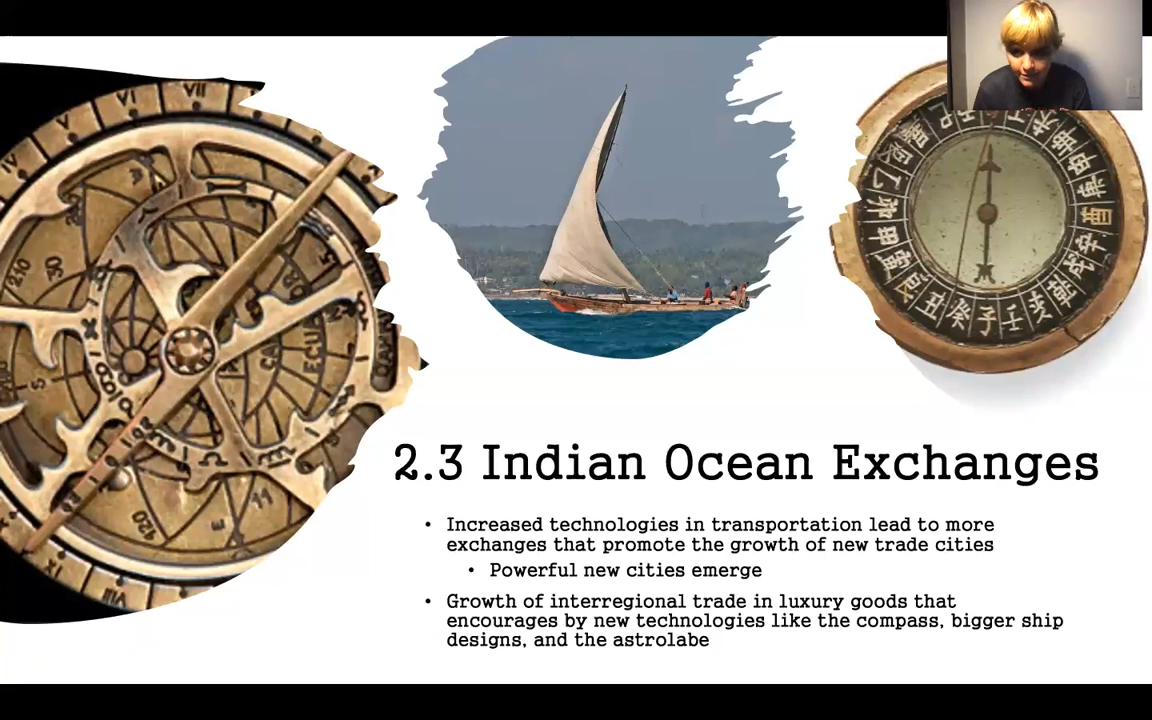 2.3 Indian Ocean Exchanges
• Increased technologies in transportation lead to more
exchanges that promote the growth of new trade cities
• Powerful new cities emerge
• Growth of interregional trade in luxury goods that
encourages by new technologies like the compass, bigger ship
designs, and the astrolabe